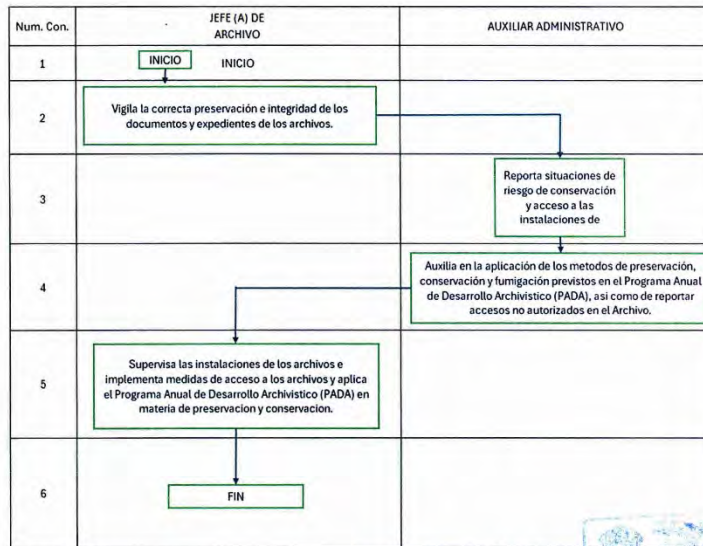 Num. Con.
JEFE (A) DE
ARCHIVO
AUXILIAR ADMINISTRATIVO
1
INICIO
INICIO
2
Vigila la correcta preservación e integridad de los
documentos y expedientes de los archivos.
3
Reporta situaciones de
riesgo de conservación
y acceso a las
instalaciones de
4
Auxilia en la aplicación de los metodos de preservación,
conservación y fumigación previstos en el Programa Anual
de Desarrollo Archivistico (PADA), asi como de reportar
accesos no autorizados en el Archivo.
5
Supervisa las instalaciones de los archivos e
implementa medidas de acceso a los archivos y aplica
el Programa Anual de Desarrollo Archivistico (PADA) en
materia de preservacion y conservacion.
6
FIN